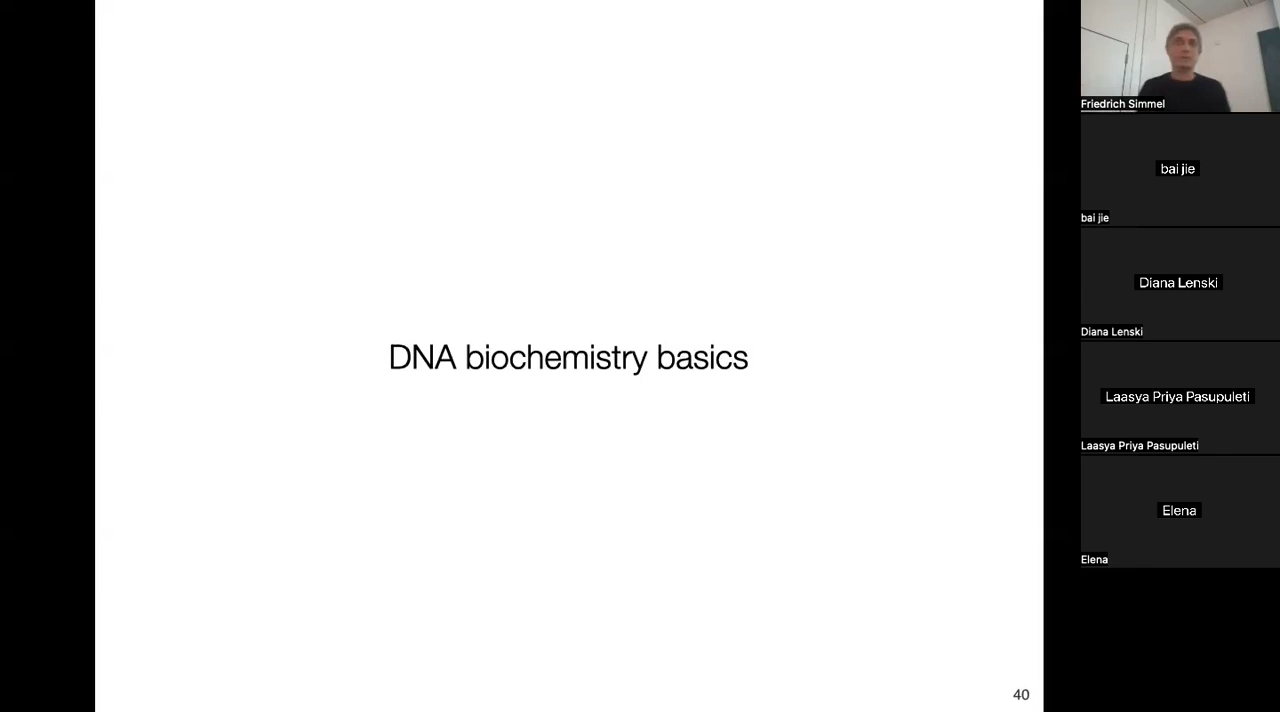 DNA biochemistry basics
40
Friedrich Simmel
bai jie
bai jie
Diana Lenski
Diana Lenski
Laasya Priya Pasupuleti
Laasya Priya Pasupuleti
Elena
Elena